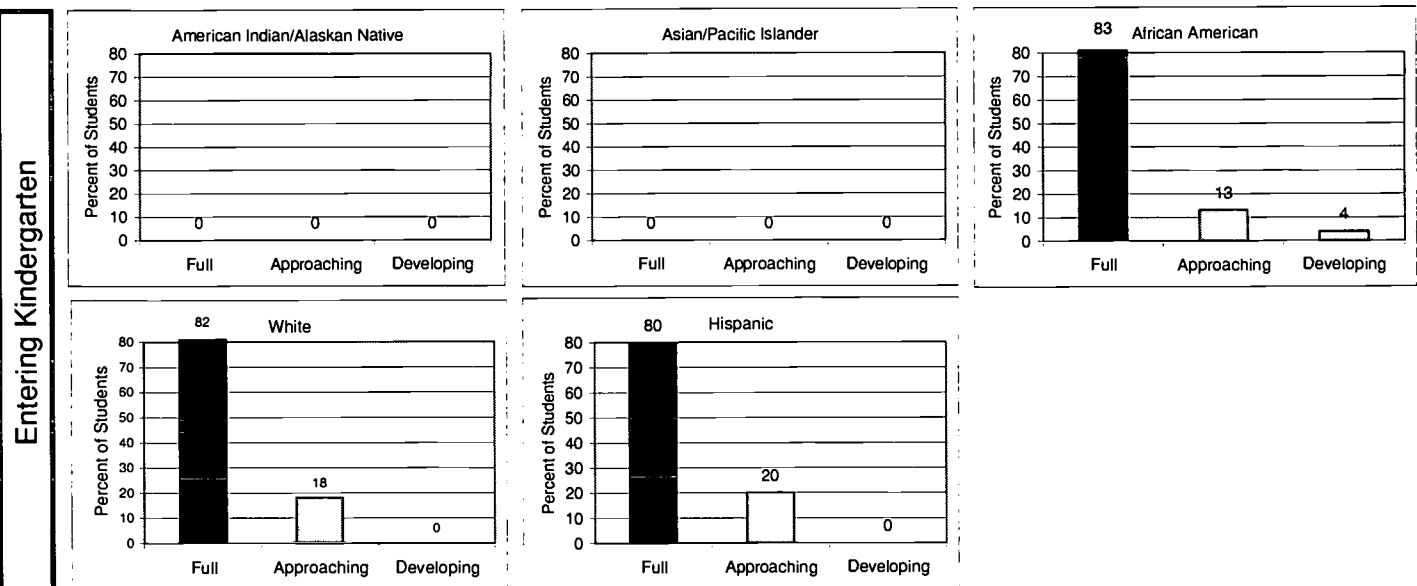 Entering Kindergarten
American Indian/Alaskan Native
Percent of Students
80
70
60
50
40
30
20
10
0
0 0 0
Full Approaching Developing
Asian/Pacific Islander
Percent of Students
80
70
60
50
40
30
20
10
0
0 0 0
Full Approaching Developing
African American
Percent of Students
80
70
60
50
40
30
20
10
0
83 13 4
Full Approaching Developing
White
Percent of Students
80
70
60
50
40
30
20
10
0
82 18 0
Full Approaching Developing
Hispanic
Percent of Students
80
70
60
50
40
30
20
10
0
80 20 0
Full Approaching Developing